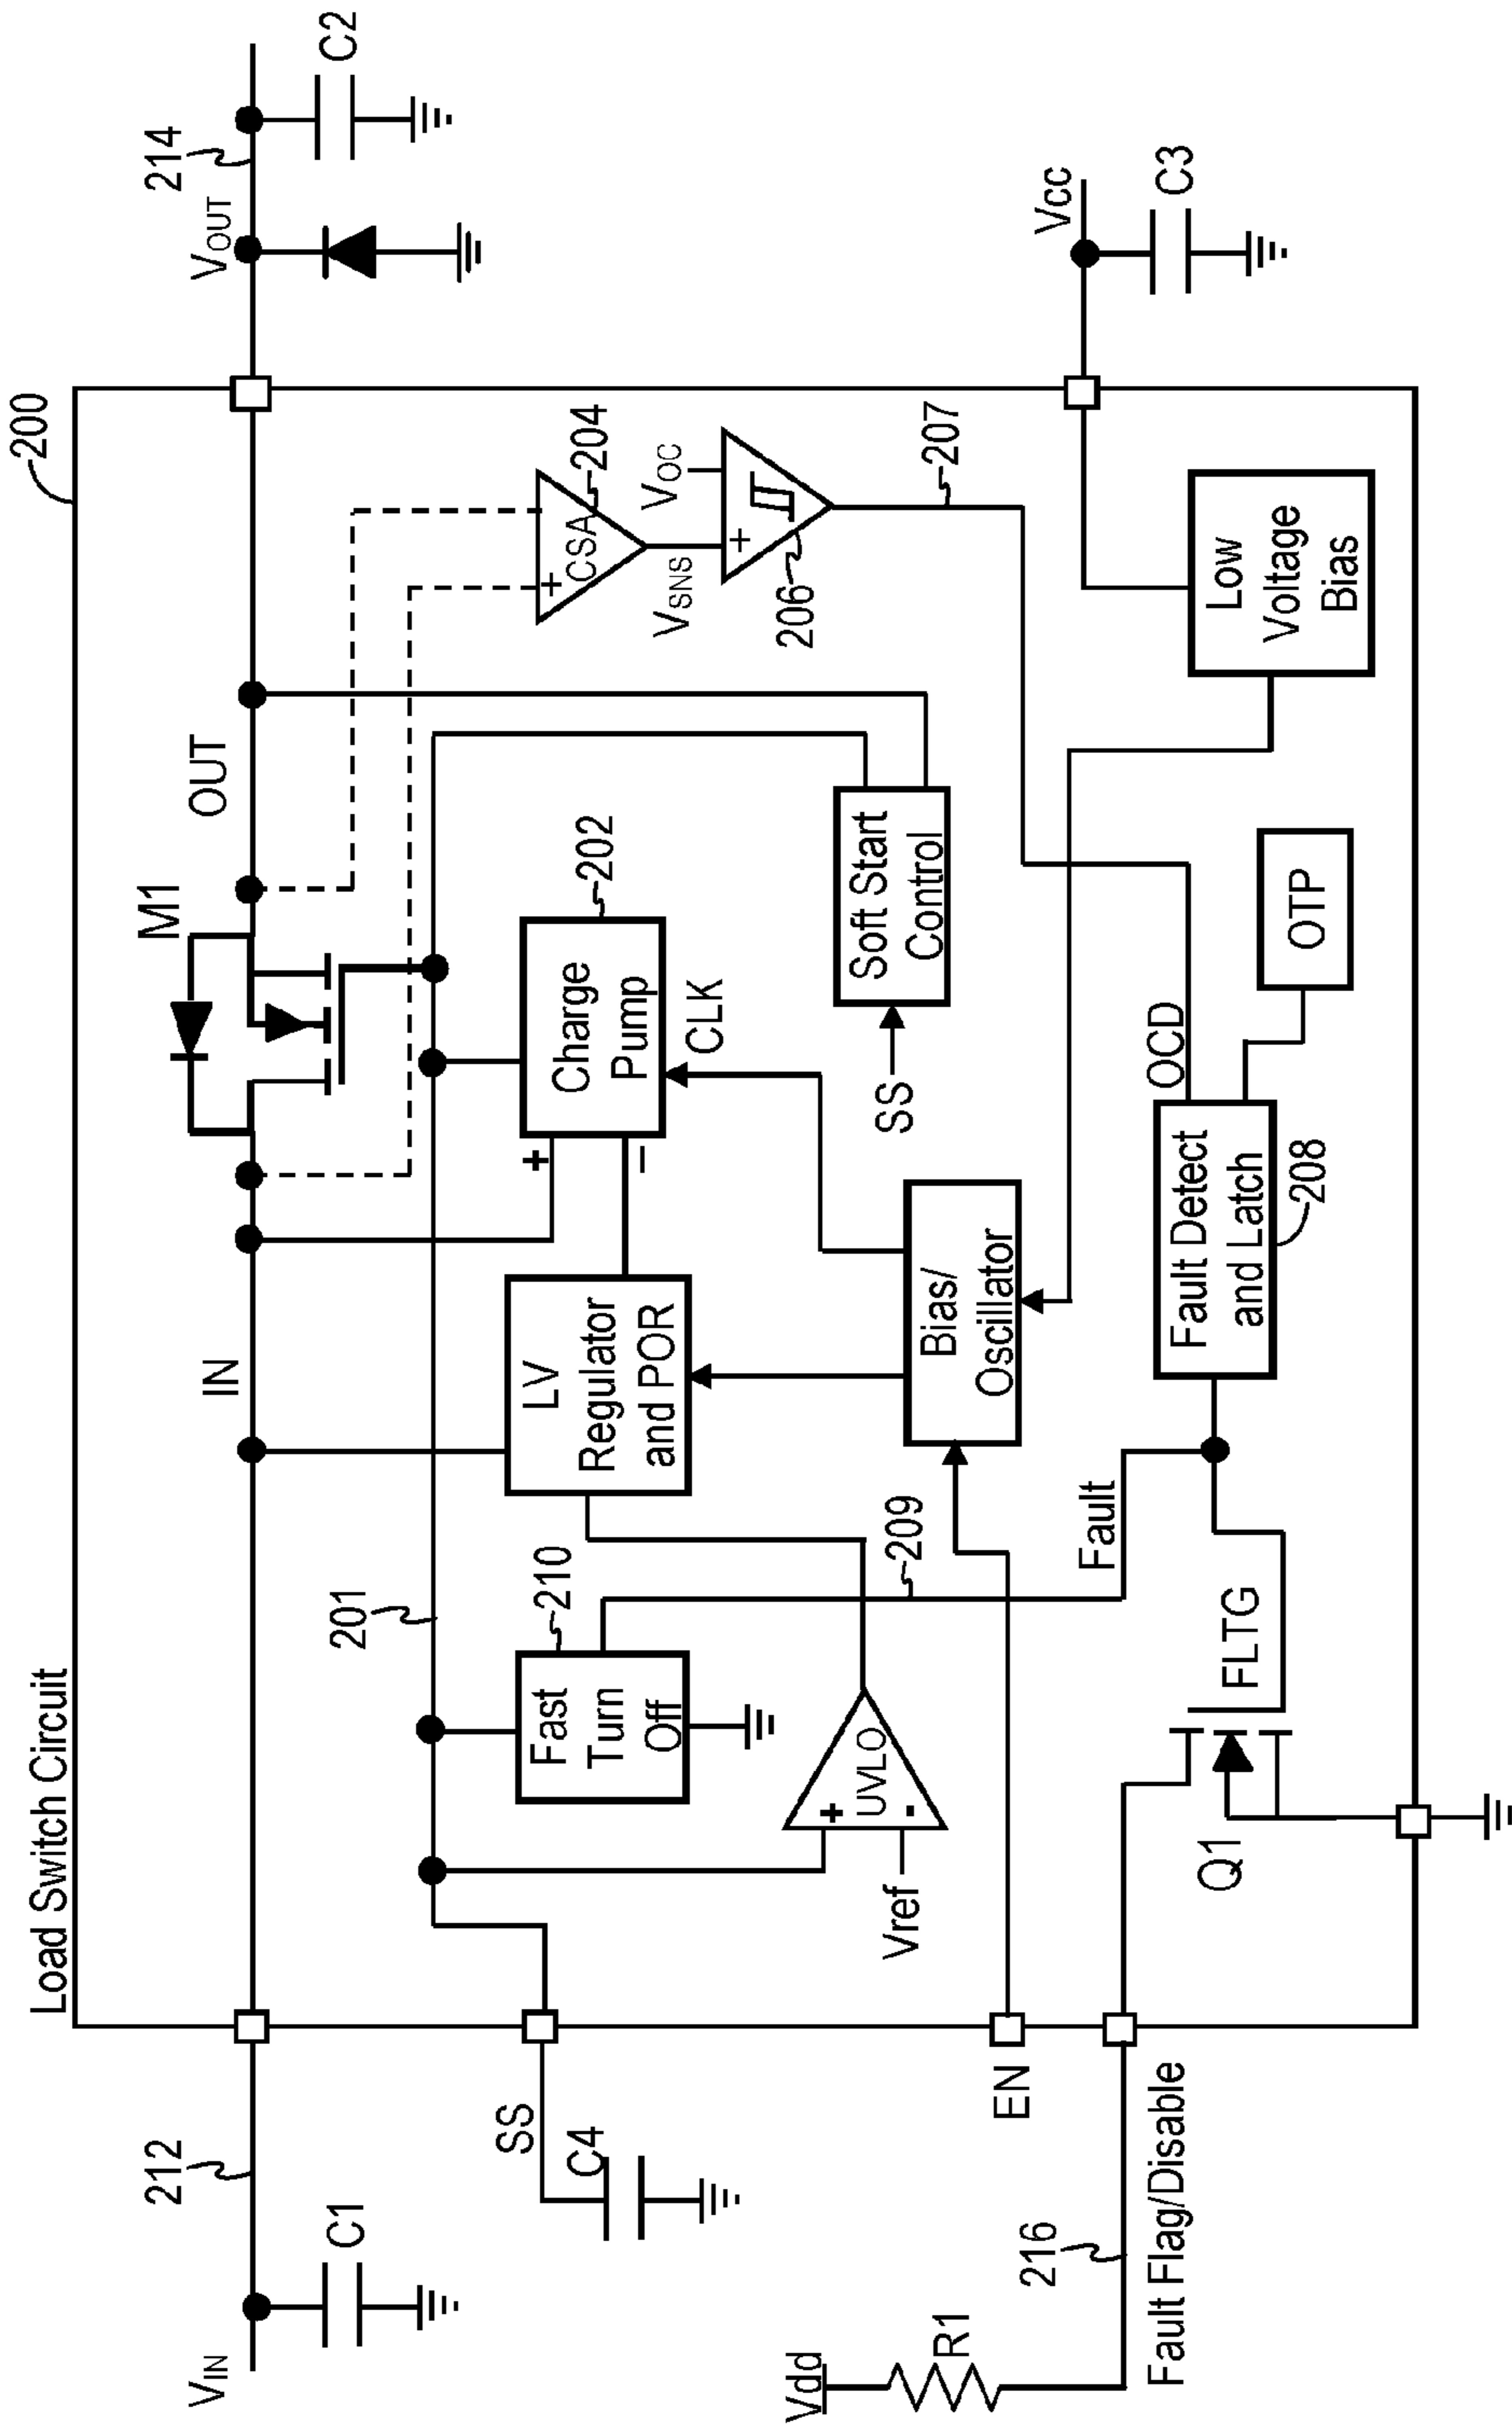 Load Switch Circuit
200
VIN
212
C1
IN
M1
OUT
VOUT
214
C2
SS
C4
201
Fast
Turn
Off
210
LV
Regulator
and POR
+
−
Charge
Pump
202
CLK
+
CSA
204
VSNS
VOC
+
206
207
+
UVLO
-
Vref
209
Bias/
Oscillator
SS
Soft Start
Control
EN
Vdd
R1
216
Fault Flag/Disable
Q1
FLTG
Fault
Fault Detect
and Latch
208
OCD
OTP
Low
Voltage
Bias
Vcc
C3